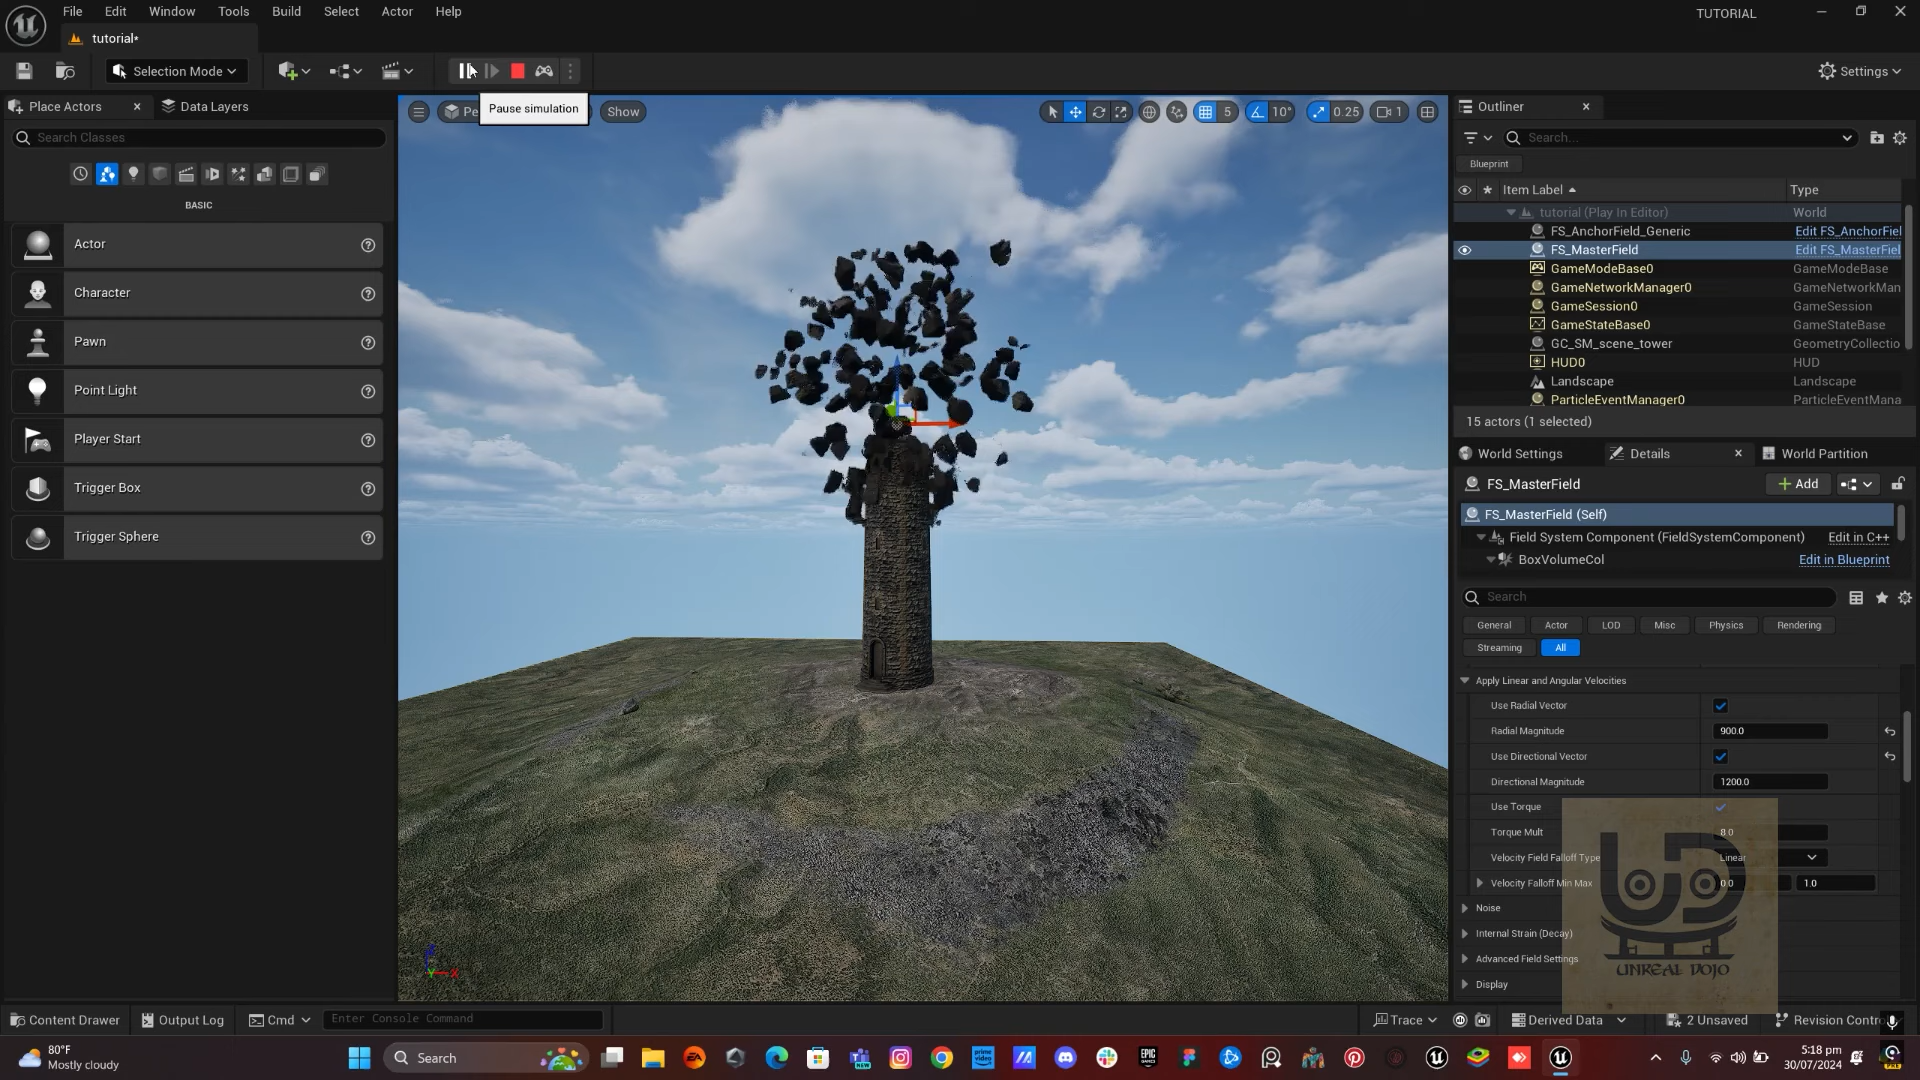 File Edit Window Tools Build Select Actor Help
TUTORIAL
tutorial*
Selection Mode
Settings
Place Actors
Data Layers
Pause simulation
Show
5
10°
0.25
1
Outliner
Search Classes
Search...
Blueprint
BASIC
Item Label
Type
Actor
Character
Pawn
Point Light
Player Start
Trigger Box
Trigger Sphere
tutorial (Play In Editor) World
FS_AnchorField_Generic Edit FS_AnchorFiel
FS_MasterField Edit FS_MasterFiel
GameModeBase0 GameModeBase
GameNetworkManager0 GameNetworkMan
GameSession0 GameSession
GameStateBase0 GameStateBase
GC_SM_scene_tower GeometryCollectio
HUD0 HUD
Landscape Landscape
ParticleEventManager0 ParticleEventMana
15 actors (1 selected)
World Settings
Details
World Partition
FS_MasterField
Add
FS_MasterField (Self)
Field System Component (FieldSystemComponent) Edit in C++
BoxVolumeCol Edit in Blueprint
Search
General Actor LOD Misc Physics Rendering
Streaming All
Apply Linear and Angular Velocities
Use Radial Vector
Radial Magnitude 900.0
Use Directional Vector
Directional Magnitude 1200.0
Use Torque
Torque Mult 8.0
Velocity Field Falloff Type Linear
Velocity Falloff Min Max 0.0 1.0
Noise
Internal Strain (Decay)
Advanced Field Settings
Display
UNREAL DOJO
Content Drawer
Output Log
Cmd
Enter Console Command
Trace
Derived Data
2 Unsaved
Revision Contro
80°F
Mostly cloudy
Search
5:18 pm
30/07/2024